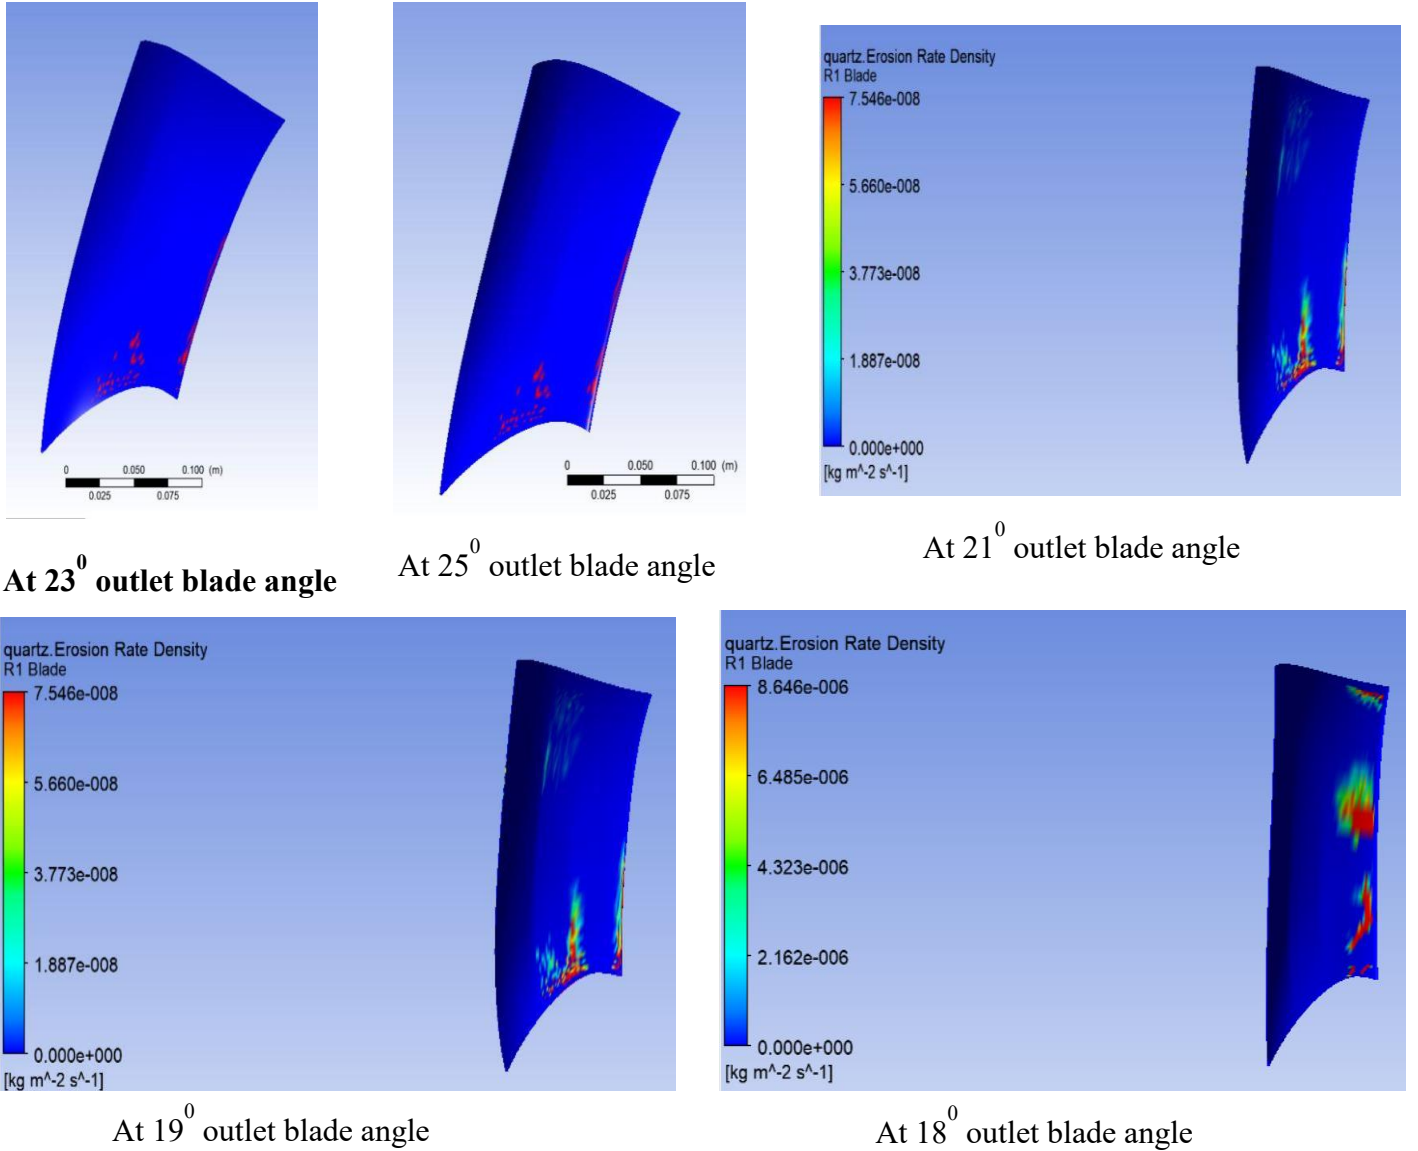 0 0.050 0.100 (m)
0.025 0.075
At 23⁰ outlet blade angle
0 0.050 0.100 (m)
0.025 0.075
At 25⁰ outlet blade angle
quartz.Erosion Rate Density
R1 Blade
7.546e-008
5.660e-008
3.773e-008
1.887e-008
0.000e+000
[kg m^-2 s^-1]
At 21⁰ outlet blade angle
quartz.Erosion Rate Density
R1 Blade
7.546e-008
5.660e-008
3.773e-008
1.887e-008
0.000e+000
[kg m^-2 s^-1]
At 19⁰ outlet blade angle
quartz.Erosion Rate Density
R1 Blade
8.646e-006
6.485e-006
4.323e-006
2.162e-006
0.000e+000
[kg m^-2 s^-1]
At 18⁰ outlet blade angle